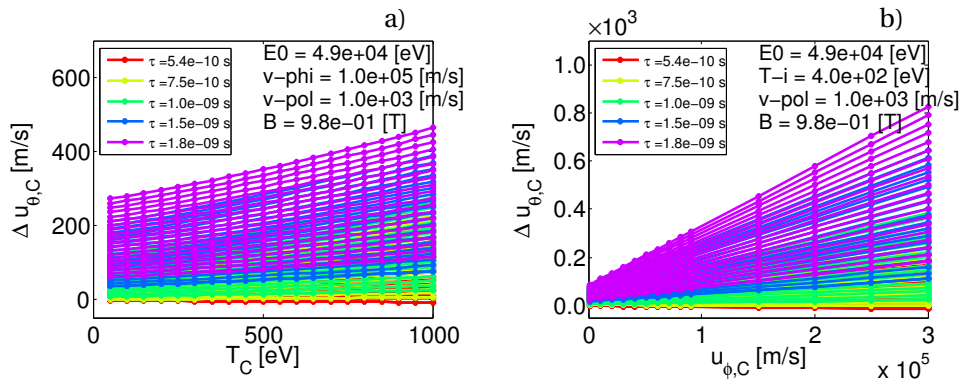 a)
E0 = 4.9e+04 [eV]
v-phi = 1.0e+05 [m/s]
v-pol = 1.0e+03 [m/s]
B = 9.8e-01 [T]
τ =5.4e-10 s
τ =7.5e-10 s
τ =1.0e-09 s
τ =1.5e-09 s
τ =1.8e-09 s
600
400
200
0
Δ u_θ,C [m/s]
0 500 1000
T_C [eV]
b)
×10^3
E0 = 4.9e+04 [eV]
T-i = 4.0e+02 [eV]
v-pol = 1.0e+03 [m/s]
B = 9.8e-01 [T]
τ =5.4e-10 s
τ =7.5e-10 s
τ =1.0e-09 s
τ =1.5e-09 s
τ =1.8e-09 s
1.0
0.8
0.6
0.4
0.2
0.0
Δ u_θ,C [m/s]
0 1 2 3
u_ϕ,C [m/s]
x 10^5